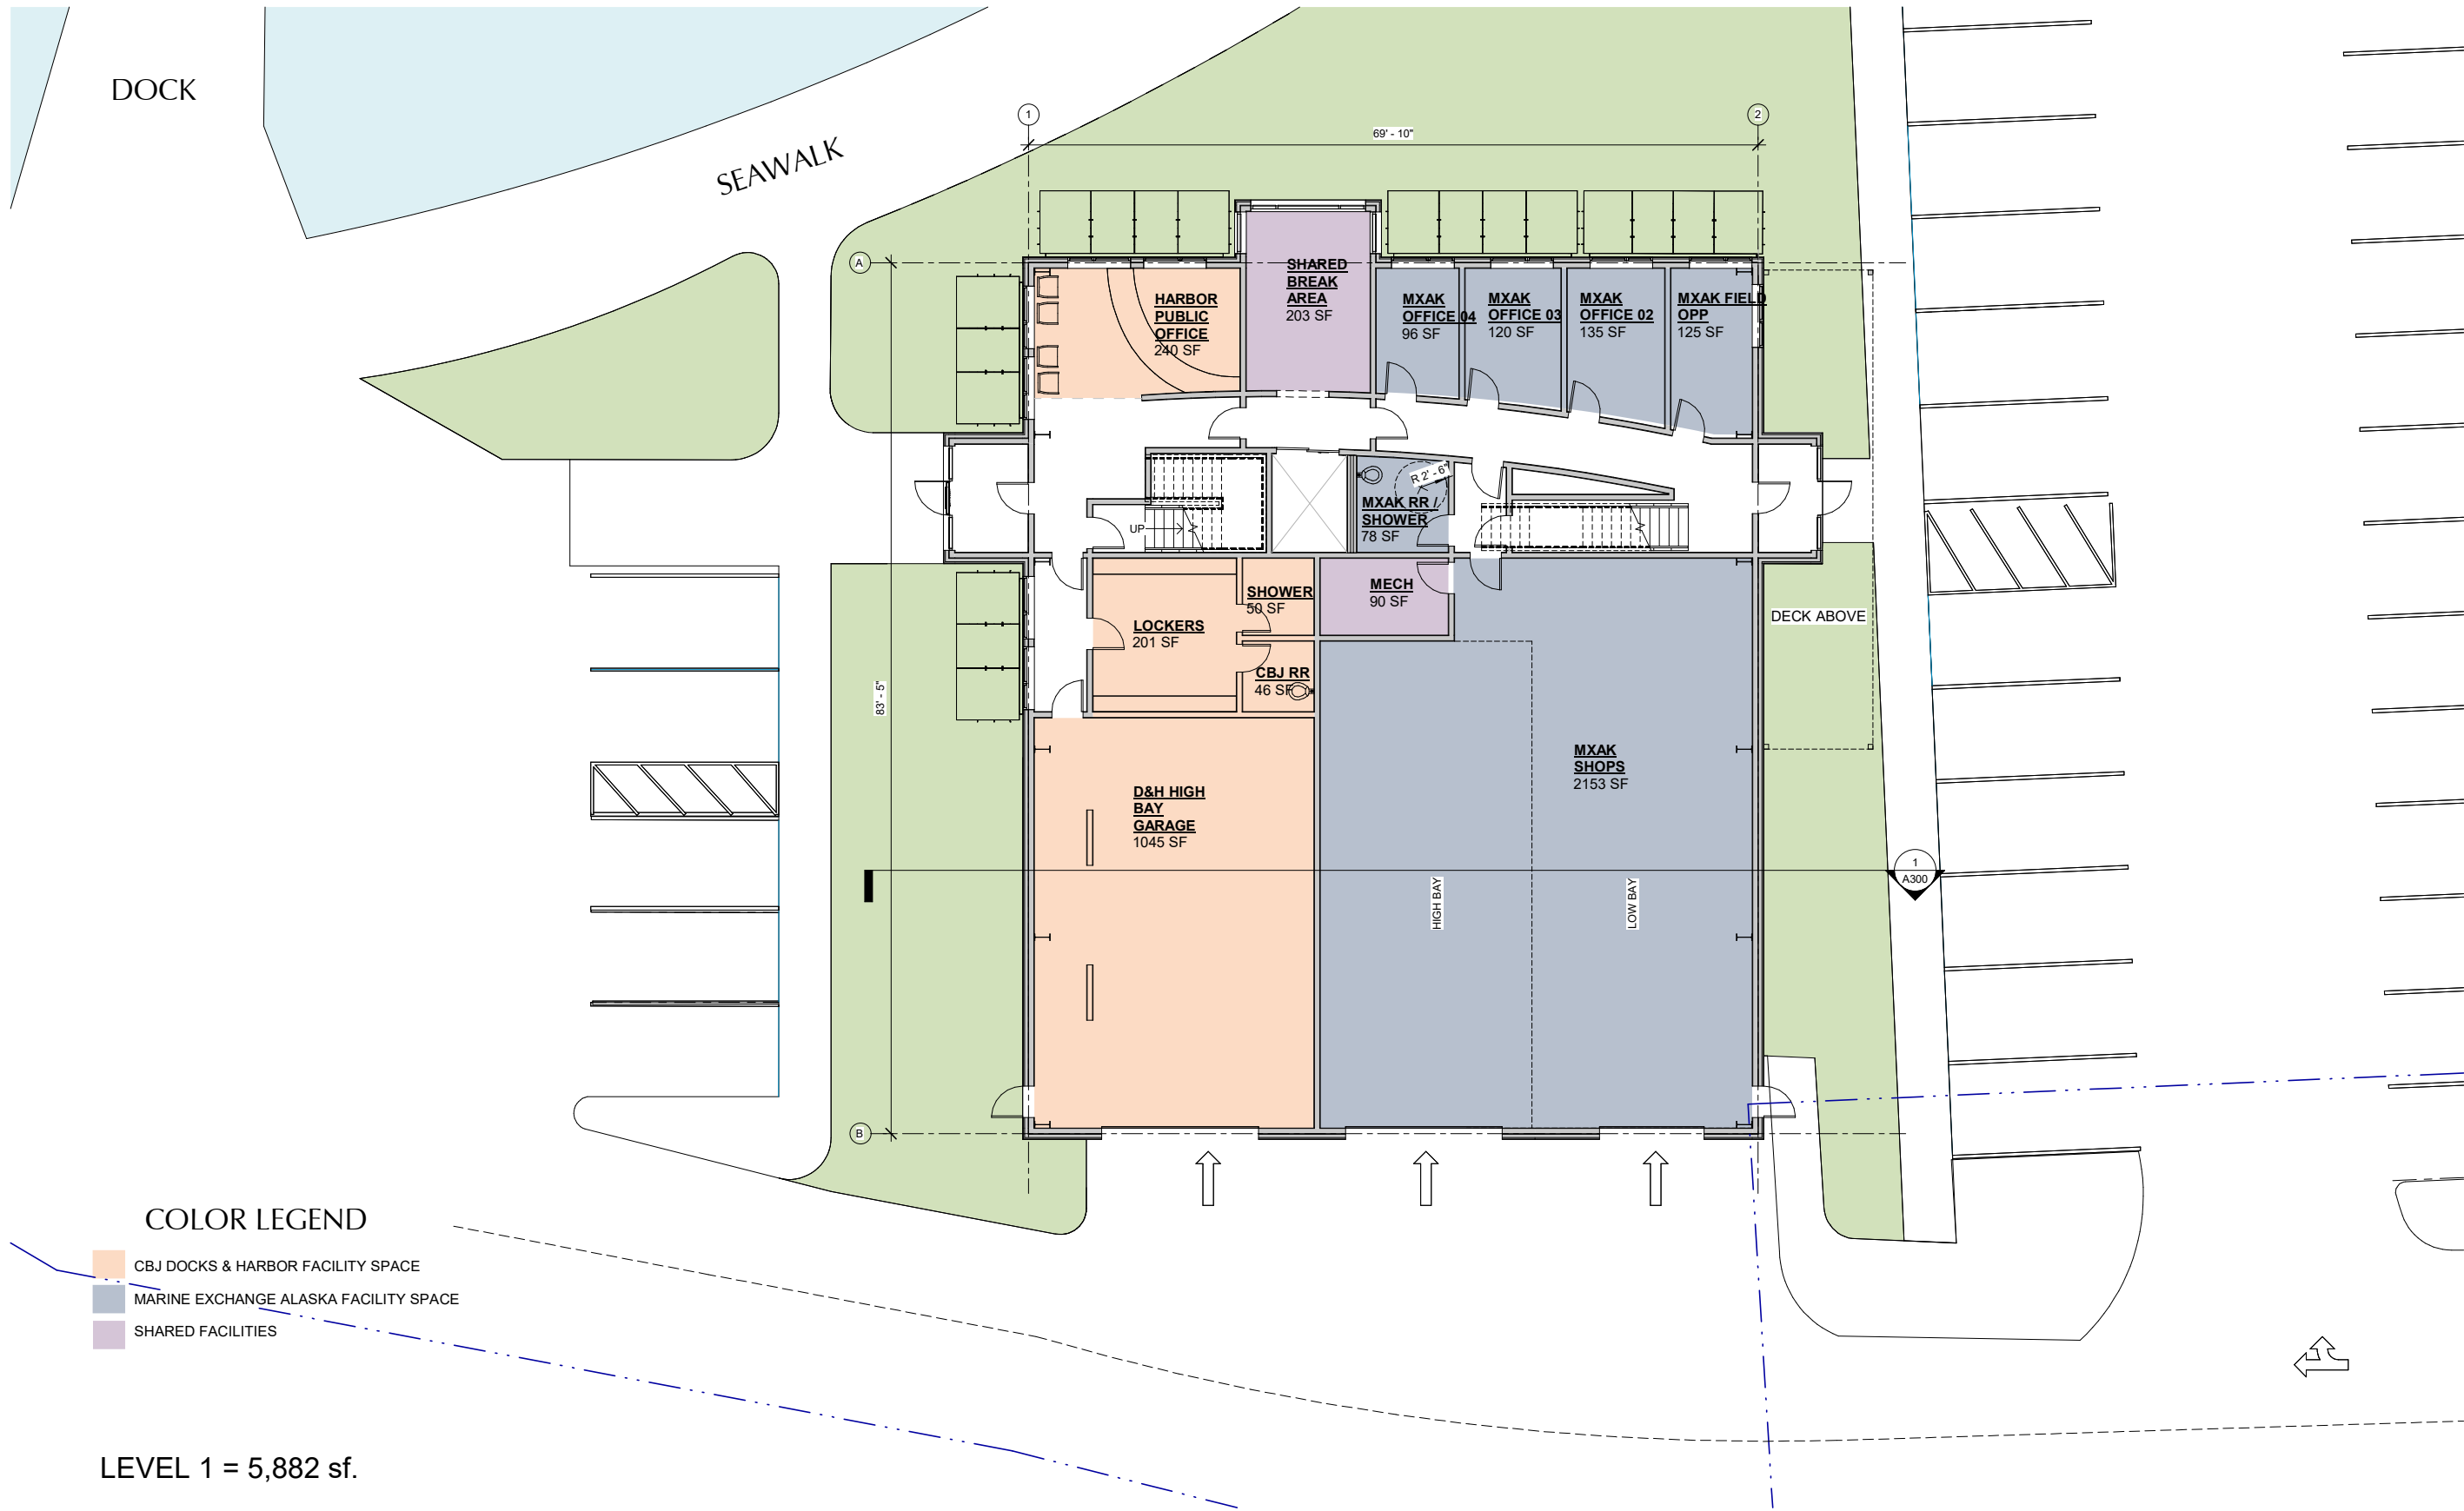 DOCK
SEAWALK
1
2
69' - 10"
A
HARBOR
PUBLIC
OFFICE
240 SF
SHARED
BREAK
AREA
203 SF
MXAK
OFFICE 04
96 SF
MXAK
OFFICE 03
120 SF
MXAK
OFFICE 02
135 SF
MXAK FIELD
OPP
125 SF
R 2' - 6"
MXAK RR /
SHOWER
78 SF
UP
LOCKERS
201 SF
SHOWER
50 SF
MECH
90 SF
CBJ RR
46 SF
DECK ABOVE
83' - 5"
D&H HIGH
BAY
GARAGE
1045 SF
MXAK
SHOPS
2153 SF
HIGH BAY
LOW BAY
1
A300
B
COLOR LEGEND
CBJ DOCKS & HARBOR FACILITY SPACE
MARINE EXCHANGE ALASKA FACILITY SPACE
SHARED FACILITIES
LEVEL 1 = 5,882 sf.